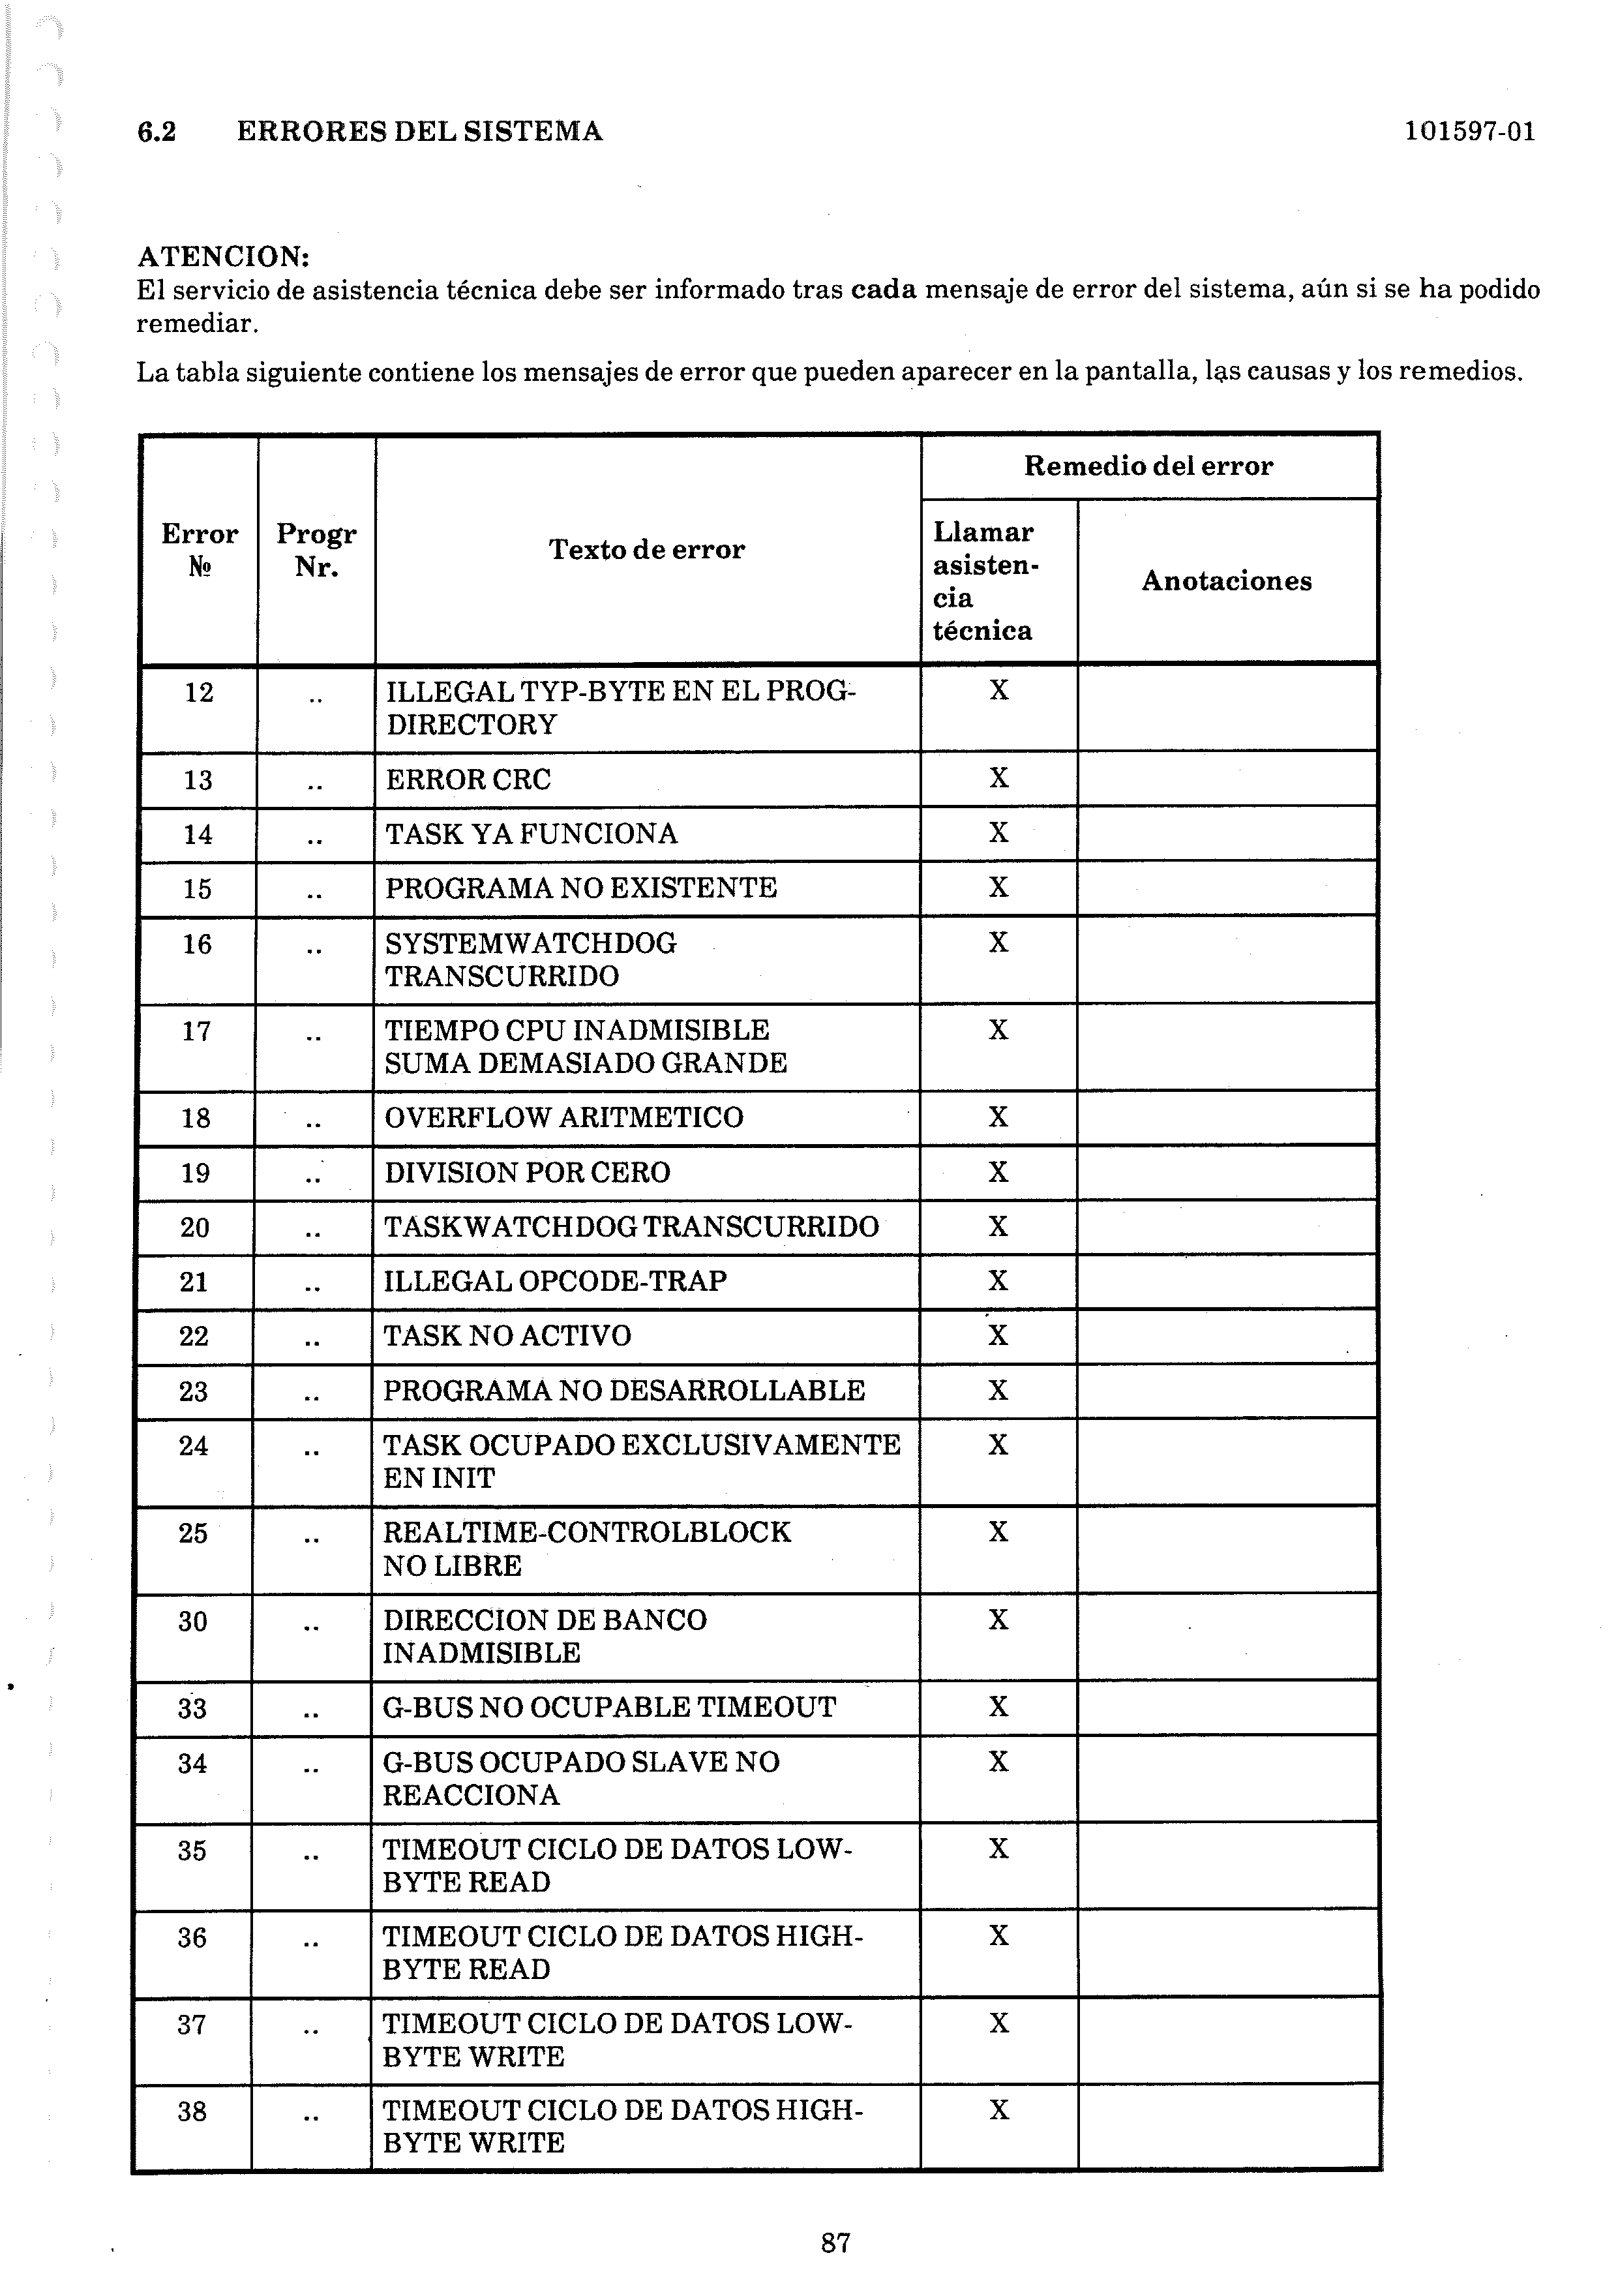 6.2 ERRORES DEL SISTEMA 101597-01
ATENCION:
El servicio de asistencia técnica debe ser informado tras cada mensaje de error del sistema, aún si se ha podido
remediar.
La tabla siguiente contiene los mensajes de error que pueden aparecer en la pantalla, las causas y los remedios.
Remedio del error
Error Progr Texto de error Llamar
№ Nr. asisten- Anotaciones
cia
técnica
12 .. ILLEGAL TYP-BYTE EN EL PROG- X
DIRECTORY
13 .. ERROR CRC X
14 .. TASK YA FUNCIONA X
15 .. PROGRAMA NO EXISTENTE X
16 .. SYSTEMWATCHDOG X
TRANSCURRIDO
17 .. TIEMPO CPU INADMISIBLE X
SUMA DEMASIADO GRANDE
18 .. OVERFLOW ARITMETICO X
19 .. DIVISION POR CERO X
20 .. TASKWATCHDOG TRANSCURRIDO X
21 .. ILLEGAL OPCODE-TRAP X
22 .. TASK NO ACTIVO X
23 .. PROGRAMA NO DESARROLLABLE X
24 .. TASK OCUPADO EXCLUSIVAMENTE X
EN INIT
25 .. REALTIME-CONTROLBLOCK X
NO LIBRE
30 .. DIRECCION DE BANCO X
INADMISIBLE
33 .. G-BUS NO OCUPABLE TIMEOUT X
34 .. G-BUS OCUPADO SLAVE NO X
REACCIONA
35 .. TIMEOUT CICLO DE DATOS LOW- X
BYTE READ
36 .. TIMEOUT CICLO DE DATOS HIGH- X
BYTE READ
37 .. TIMEOUT CICLO DE DATOS LOW- X
BYTE WRITE
38 .. TIMEOUT CICLO DE DATOS HIGH- X
BYTE WRITE
87